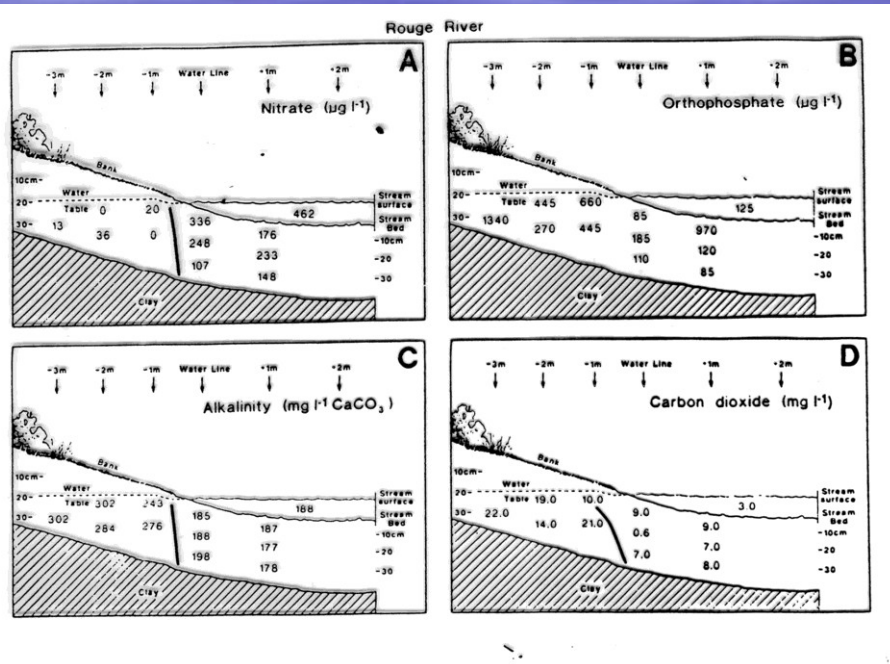 Rouge River
A
-3m -2m -1m Water Line +1m +2m
Nitrate (µg l-1)
Bank
10cm-
Water
Stream
20-
surface
Table 0 20
462
336
Stream
30- 13
176
Bed
36 0
248
-10cm
233
107
-20
148
-30
Clay
B
-3m -2m -1m Water Line +1m +2m
Orthophosphate (µg l-1)
Bank
10cm-
Water
Stream
20-
surface
Table 445 660
125
85
Stream
30- 1340
270 445
970
Bed
185
-10cm
120
110
-20
85
-30
Clay
C
-3m -2m -1m Water Line +1m +2m
Alkalinity (mg l-1 CaCO3)
Bank
10cm-
Water
Stream
20-
surface
Table 302 243
188
185
Stream
30- 302
284 276
187
Bed
188
-10cm
177
198
-20
178
-30
Clay
D
-3m -2m -1m Water Line +1m +2m
Carbon dioxide (mg l-1)
Bank
10cm-
Water
Stream
20-
surface
Table 19.0 10.0
3.0
9.0
Stream
30- 22.0
14.0 21.0
9.0
Bed
0.6
-10cm
7.0
7.0
-20
8.0
-30
Clay